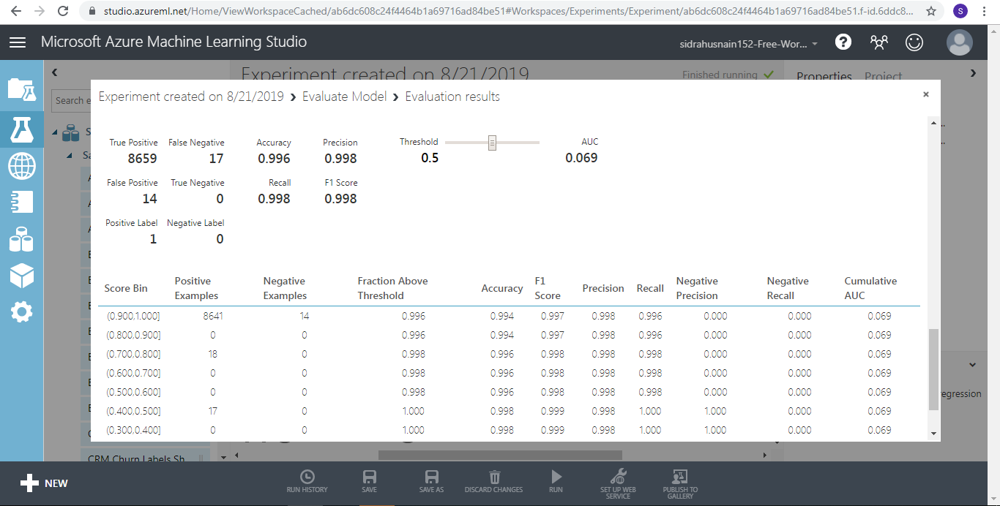 studio.azureml.net/Home/ViewWorkspaceCached/ab6dc608c24f4464b1a69716ad84be51#Workspaces/Experiments/Experiment/ab6dc608c24f4464b1a69716ad84be51.f-id.6ddc8...
S
Microsoft Azure Machine Learning Studio
sidrahusnain152-Free-Wor...
Experiment created on 8/21/2019
Finished running
Properties Project
Search e
Experiment created on 8/21/2019 > Evaluate Model > Evaluation results
True Positive False Negative Accuracy Precision Threshold AUC
8659 17 0.996 0.998 0.5 0.069
False Positive True Negative Recall F1 Score
14 0 0.998 0.998
Positive Label Negative Label
1 0
Score Bin Positive Examples Negative Examples Fraction Above Threshold Accuracy F1 Score Precision Recall Negative Precision Negative Recall Cumulative AUC
(0.900,1.000] 8641 14 0.996 0.994 0.997 0.998 0.996 0.000 0.000 0.069
(0.800,0.900] 0 0 0.996 0.994 0.997 0.998 0.996 0.000 0.000 0.069
(0.700,0.800] 18 0 0.998 0.996 0.998 0.998 0.998 0.000 0.000 0.069
(0.600,0.700] 0 0 0.998 0.996 0.998 0.998 0.998 0.000 0.000 0.069
(0.500,0.600] 0 0 0.998 0.996 0.998 0.998 0.998 0.000 0.000 0.069
(0.400,0.500] 17 0 1.000 0.998 0.999 0.998 1.000 1.000 0.000 0.069
(0.300,0.400] 0 0 1.000 0.998 0.999 0.998 1.000 1.000 0.000 0.069
egression
CRM Churn Labels Sh
NEW
RUN HISTORY SAVE SAVE AS DISCARD CHANGES RUN SET UP WEB SERVICE PUBLISH TO GALLERY